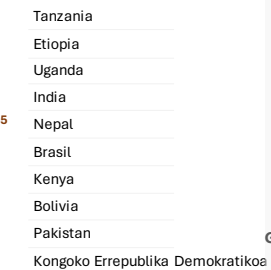 Tanzania
Etiopia
Uganda
India
5
Nepal
Brasil
Kenya
Bolivia
Pakistan
Kongoko Errepublika Demokratikoa